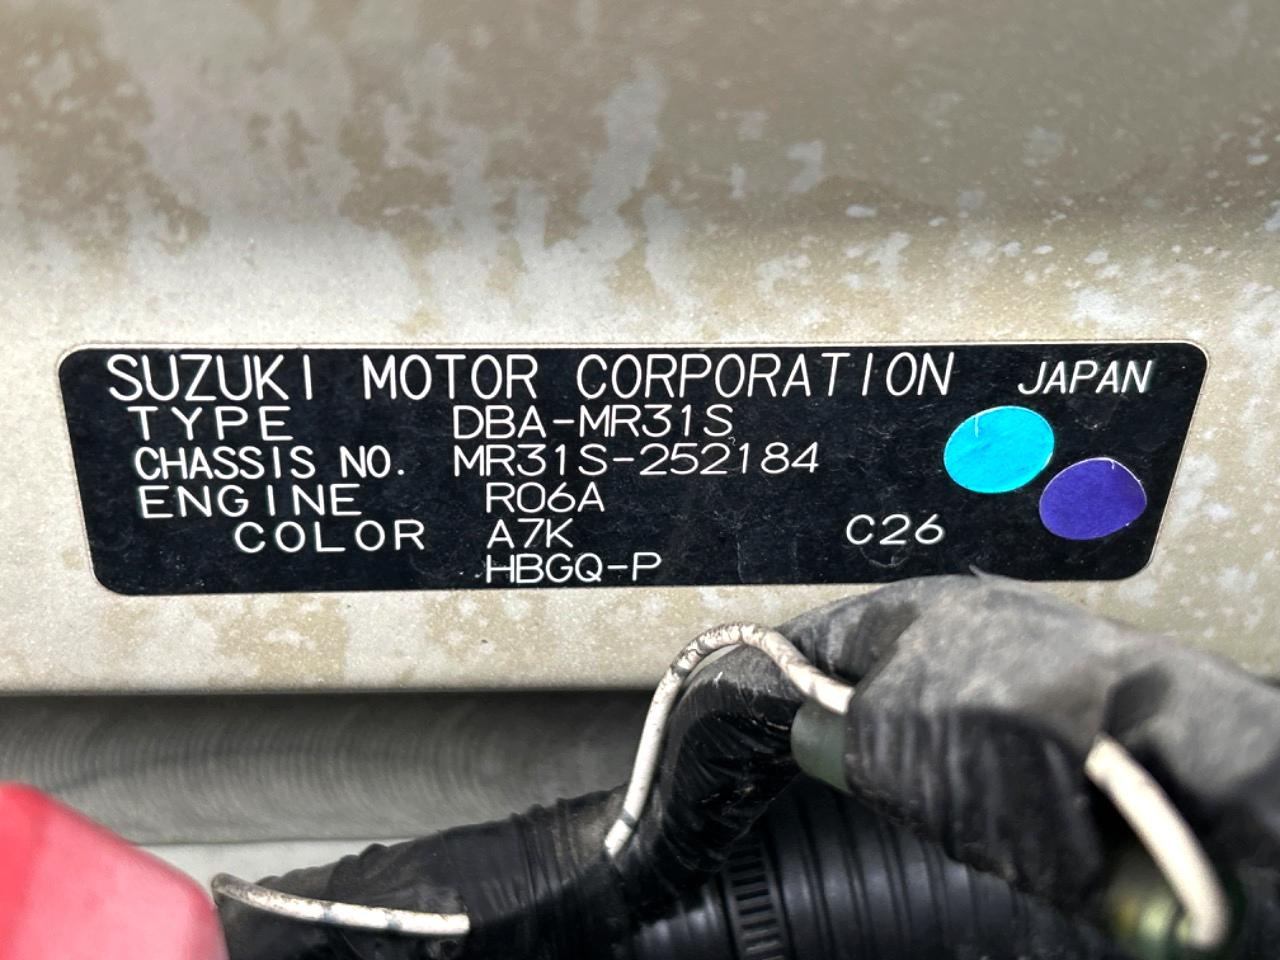 SUZUKI MOTOR CORPORATION JAPAN
TYPE DBA-MR31S
CHASSIS NO. MR31S-252184
ENGINE R06A
COLOR A7K C26
HBGQ-P